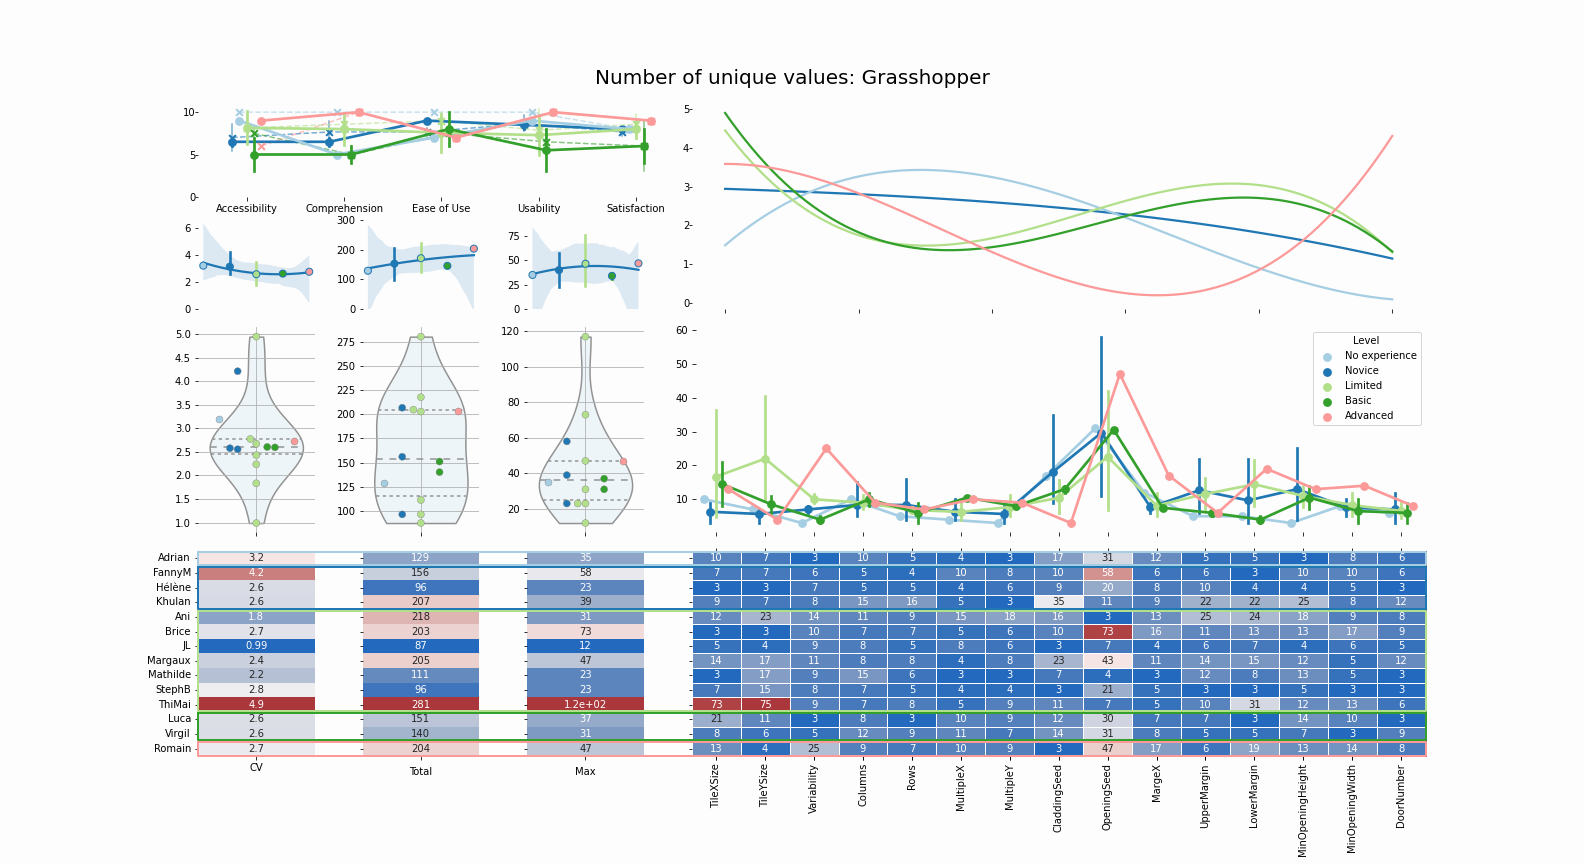 Number of unique values: Grasshopper
10
5
0
Accessibility Comprehension Ease of Use Usability Satisfaction
5
4
3
2
1
0
6
4
2
0
300
200
100
0
75
50
25
0
5.0
4.5
4.0
3.5
3.0
2.5
2.0
1.5
1.0
275
250
225
200
175
150
125
100
120
100
80
60
40
20
60
50
40
30
20
10
Level
No experience
Novice
Limited
Basic
Advanced
Adrian 3.2 129 35 10 7 3 10 5 4 3 17 31 12 5 5 3 8 6
FannyM 4.2 156 58 7 7 6 5 4 10 8 10 58 6 6 3 10 10 6
Hélène 2.6 96 23 3 3 7 5 5 4 6 9 20 8 10 4 4 5 3
Khulan 2.6 207 39 9 7 8 15 16 5 3 35 11 9 22 22 25 8 12
Ani 1.8 218 31 12 23 14 11 9 15 18 16 3 13 25 24 18 9 8
Brice 2.7 203 73 3 3 10 7 7 5 6 10 73 16 11 13 13 17 9
JL 0.99 87 12 5 4 9 8 5 8 6 3 7 4 6 7 4 6 5
Margaux 2.4 205 47 14 17 11 8 8 4 8 23 43 11 14 15 12 5 12
Mathilde 2.2 111 23 3 17 9 15 6 3 3 7 4 3 12 8 13 5 3
StephB 2.8 96 23 7 15 8 7 5 4 4 3 21 5 3 3 5 3 3
ThiMai 4.9 281 1.2e+02 73 75 9 7 8 5 9 11 7 5 10 31 12 13 6
Luca 2.6 151 37 21 11 3 8 3 10 9 12 30 7 7 3 14 10 3
Virgil 2.6 140 31 8 6 5 12 9 11 7 14 31 8 5 5 7 3 9
Romain 2.7 204 47 13 4 25 9 7 10 9 3 47 17 6 19 13 14 8
CV Total Max TileXSize TileYSize Variability Columns Rows MultipleX MultipleY CladdingSeed OpeningSeed MargeX UpperMargin LowerMargin MinOpeningHeight MinOpeningWidth DoorNumber